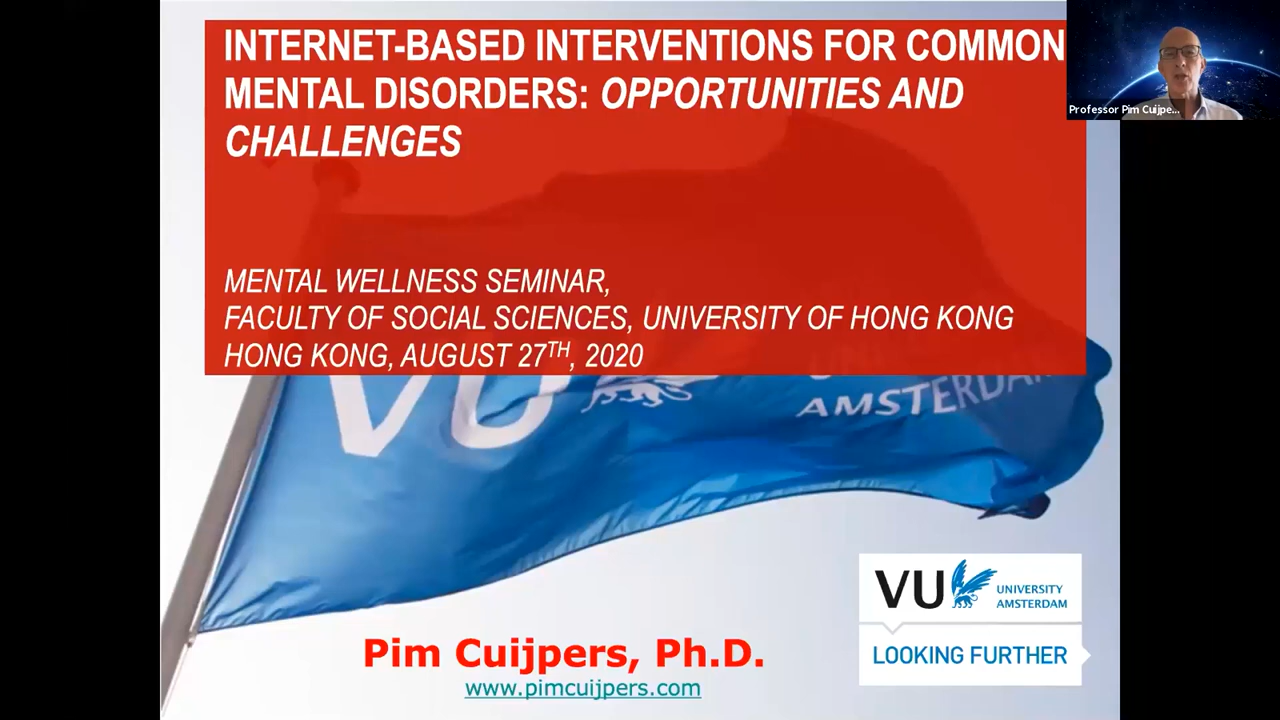 INTERNET-BASED INTERVENTIONS FOR COMMON
MENTAL DISORDERS: OPPORTUNITIES AND
CHALLENGES
Professor Pim Cuijpe...
MENTAL WELLNESS SEMINAR,
FACULTY OF SOCIAL SCIENCES, UNIVERSITY OF HONG KONG
HONG KONG, AUGUST 27TH, 2020
VU
AMSTERDAM
VU UNIVERSITY
AMSTERDAM
LOOKING FURTHER
Pim Cuijpers, Ph.D.
www.pimcuijpers.com